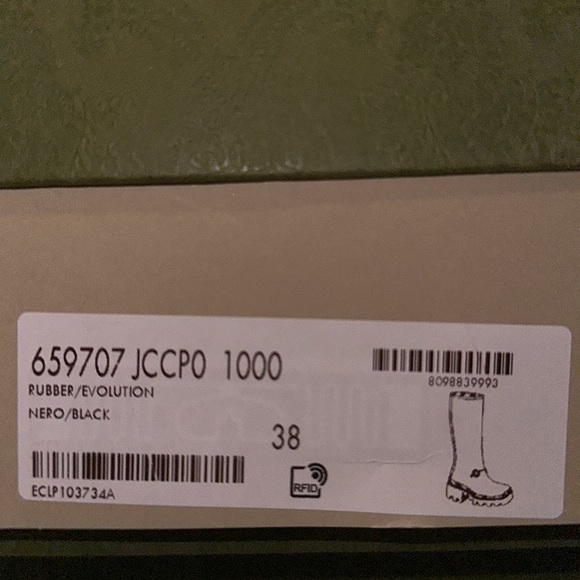 659707 JCCP0 1000
8098839993
RUBBER/EVOLUTION
NERO/BLACK
38
RFID
ECLP103734A